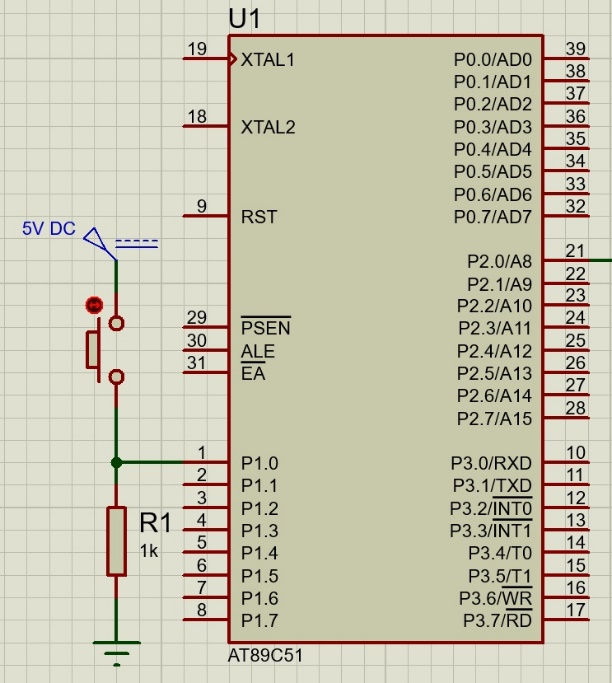 U1
19 XTAL1 P0.0/AD0 39
P0.1/AD1 38
P0.2/AD2 37
18 XTAL2 P0.3/AD3 36
P0.4/AD4 35
P0.5/AD5 34
P0.6/AD6 33
9 RST P0.7/AD7 32
5V DC
P2.0/A8 21
P2.1/A9 22
P2.2/A10 23
29 PSEN P2.3/A11 24
30 ALE P2.4/A12 25
31 EA P2.5/A13 26
P2.6/A14 27
P2.7/A15 28
1 P1.0 P3.0/RXD 10
2 P1.1 P3.1/TXD 11
3 P1.2 P3.2/INT0 12
4 P1.3 P3.3/INT1 13
5 P1.4 P3.4/T0 14
6 P1.5 P3.5/T1 15
7 P1.6 P3.6/WR 16
8 P1.7 P3.7/RD 17
R1
1k
AT89C51